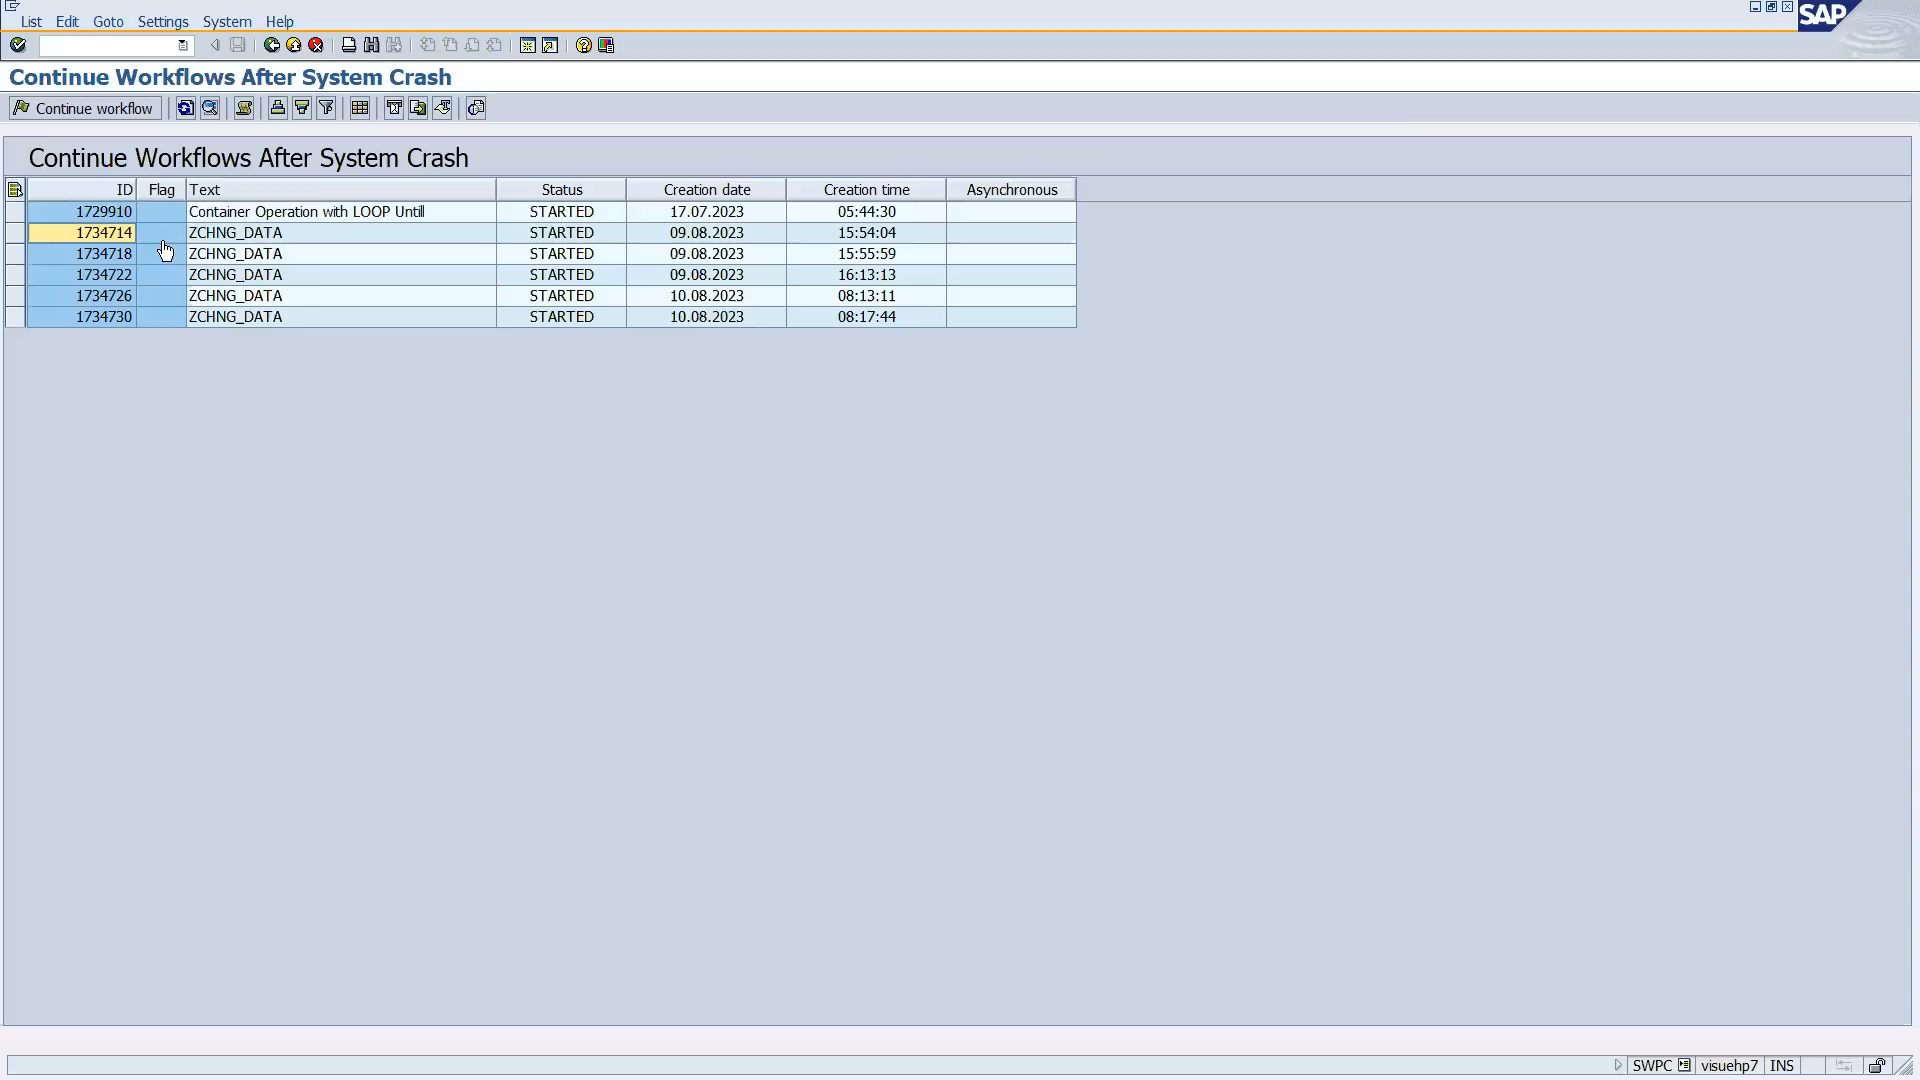 List Edit Goto Settings System Help
SAP
Continue Workflows After System Crash
Continue workflow
Continue Workflows After System Crash
ID Flag Text Status Creation date Creation time Asynchronous
1729910 Container Operation with LOOP Untill STARTED 17.07.2023 05:44:30
1734714 ZCHNG_DATA STARTED 09.08.2023 15:54:04
1734718 ZCHNG_DATA STARTED 09.08.2023 15:55:59
1734722 ZCHNG_DATA STARTED 09.08.2023 16:13:13
1734726 ZCHNG_DATA STARTED 10.08.2023 08:13:11
1734730 ZCHNG_DATA STARTED 10.08.2023 08:17:44
SWPC visuehp7 INS